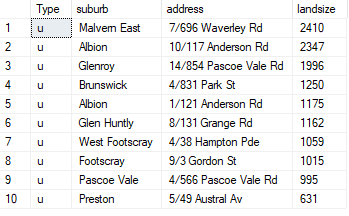 Type suburb address landsize
1 u Malvern East 7/696 Waverley Rd 2410
2 u Albion 10/117 Anderson Rd 2347
3 u Glenroy 14/854 Pascoe Vale Rd 1996
4 u Brunswick 4/831 Park St 1250
5 u Albion 1/121 Anderson Rd 1175
6 u Glen Huntly 8/131 Grange Rd 1162
7 u West Footscray 4/38 Hampton Pde 1059
8 u Footscray 9/3 Gordon St 1015
9 u Pascoe Vale 4/566 Pascoe Vale Rd 995
10 u Preston 5/49 Austral Av 631